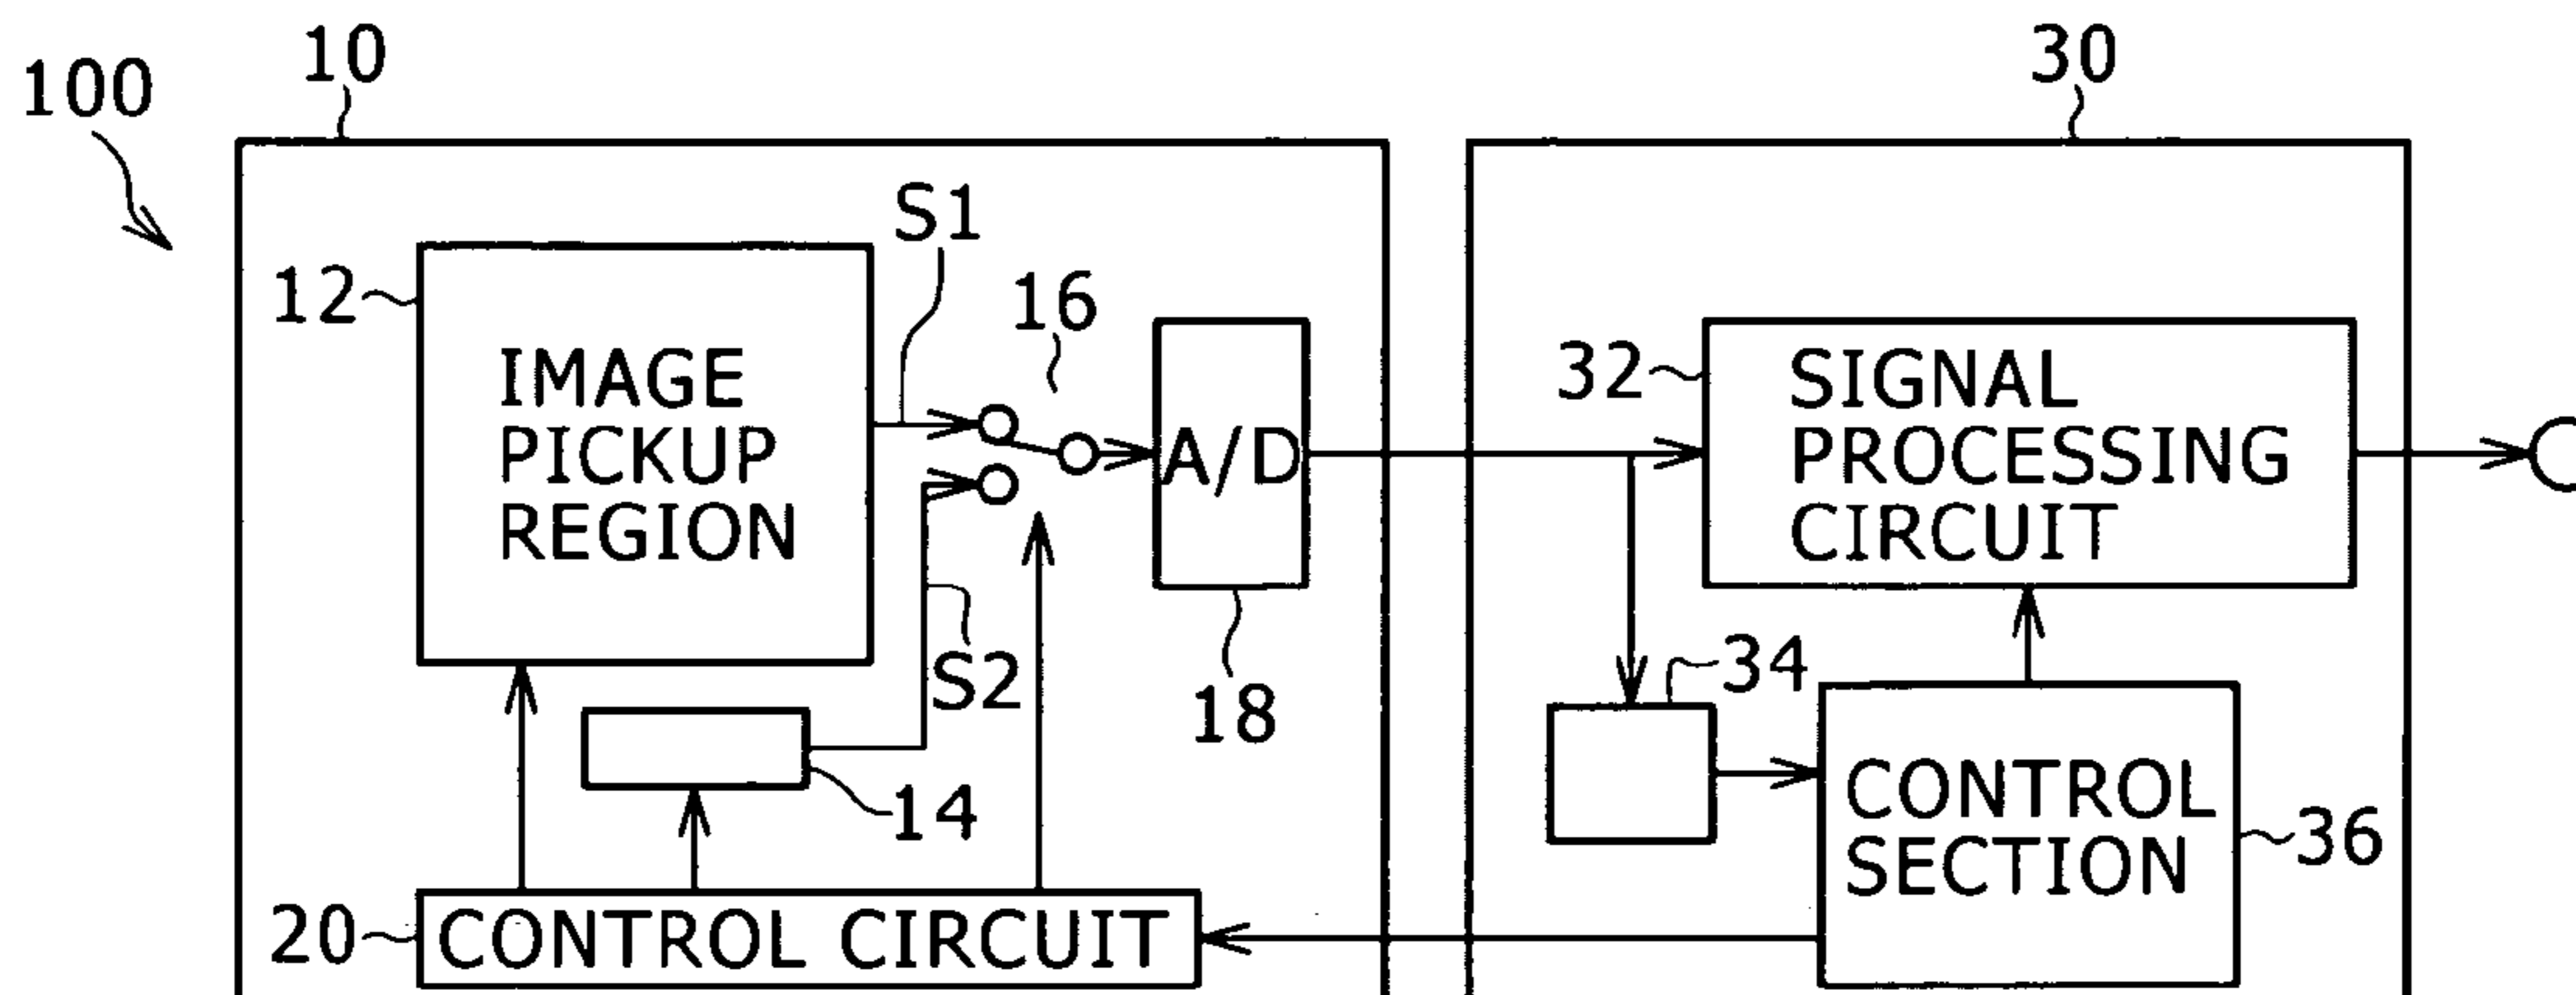 100
10
30
S1
12
16
IMAGE
PICKUP
REGION
A/D
32
SIGNAL
PROCESSING
CIRCUIT
S2
18
34
14
CONTROL
SECTION
36
20
CONTROL CIRCUIT